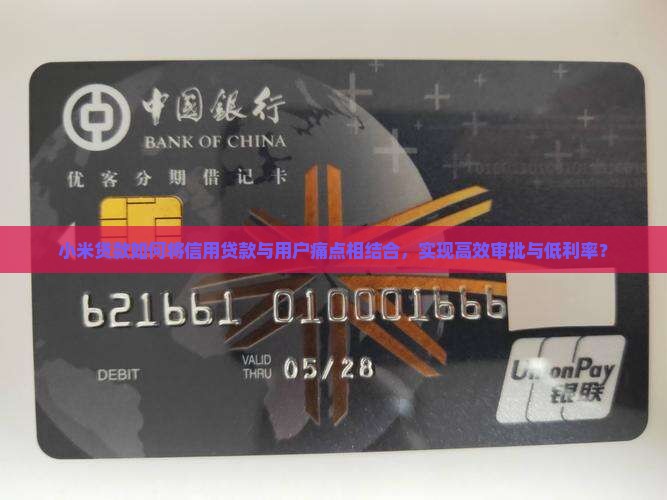 中国银行
BANK OF CHINA
优客分期借记卡
小米贷款如何将信用贷款与用户痛点相结合，实现高效审批与低利率？
621661 010001666
DEBIT
VALID THRU 05/28
UnionPay
银联